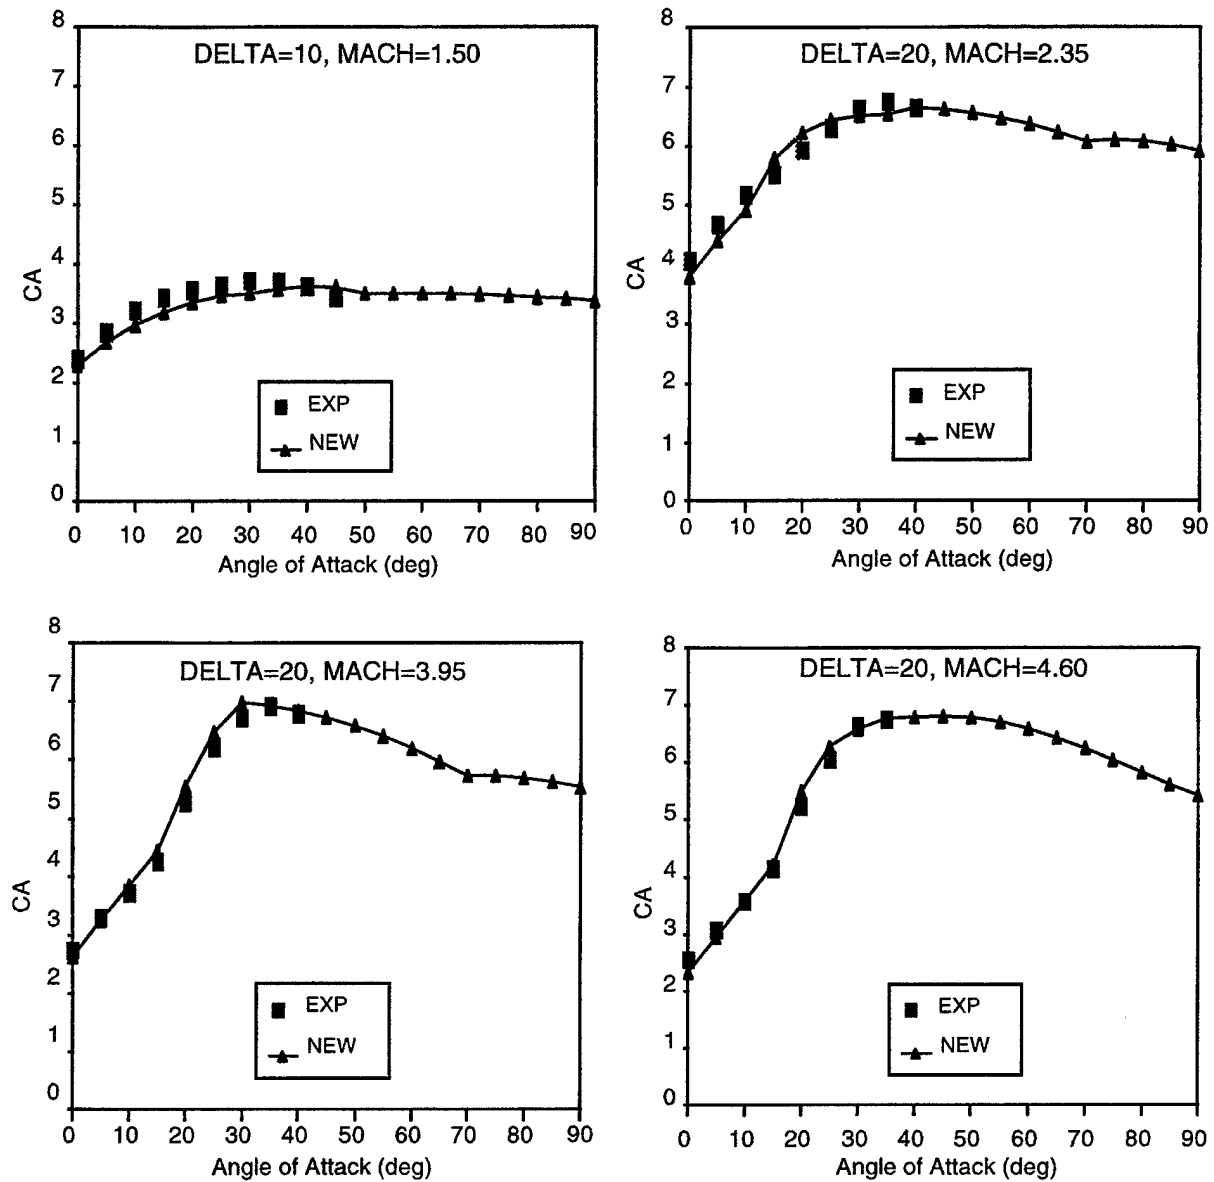 DELTA=10, MACH=1.50
8
7
6
5
4
3
2
1
0
CA
EXP
NEW
0 10 20 30 40 50 60 70 80 90
Angle of Attack (deg)
DELTA=20, MACH=2.35
8
7
6
5
4
3
2
1
0
CA
EXP
NEW
0 10 20 30 40 50 60 70 80 90
Angle of Attack (deg)
DELTA=20, MACH=3.95
8
7
6
5
4
3
2
1
0
CA
EXP
NEW
0 10 20 30 40 50 60 70 80 90
Angle of Attack (deg)
DELTA=20, MACH=4.60
8
7
6
5
4
3
2
1
0
CA
EXP
NEW
0 10 20 30 40 50 60 70 80 90
Angle of Attack (deg)